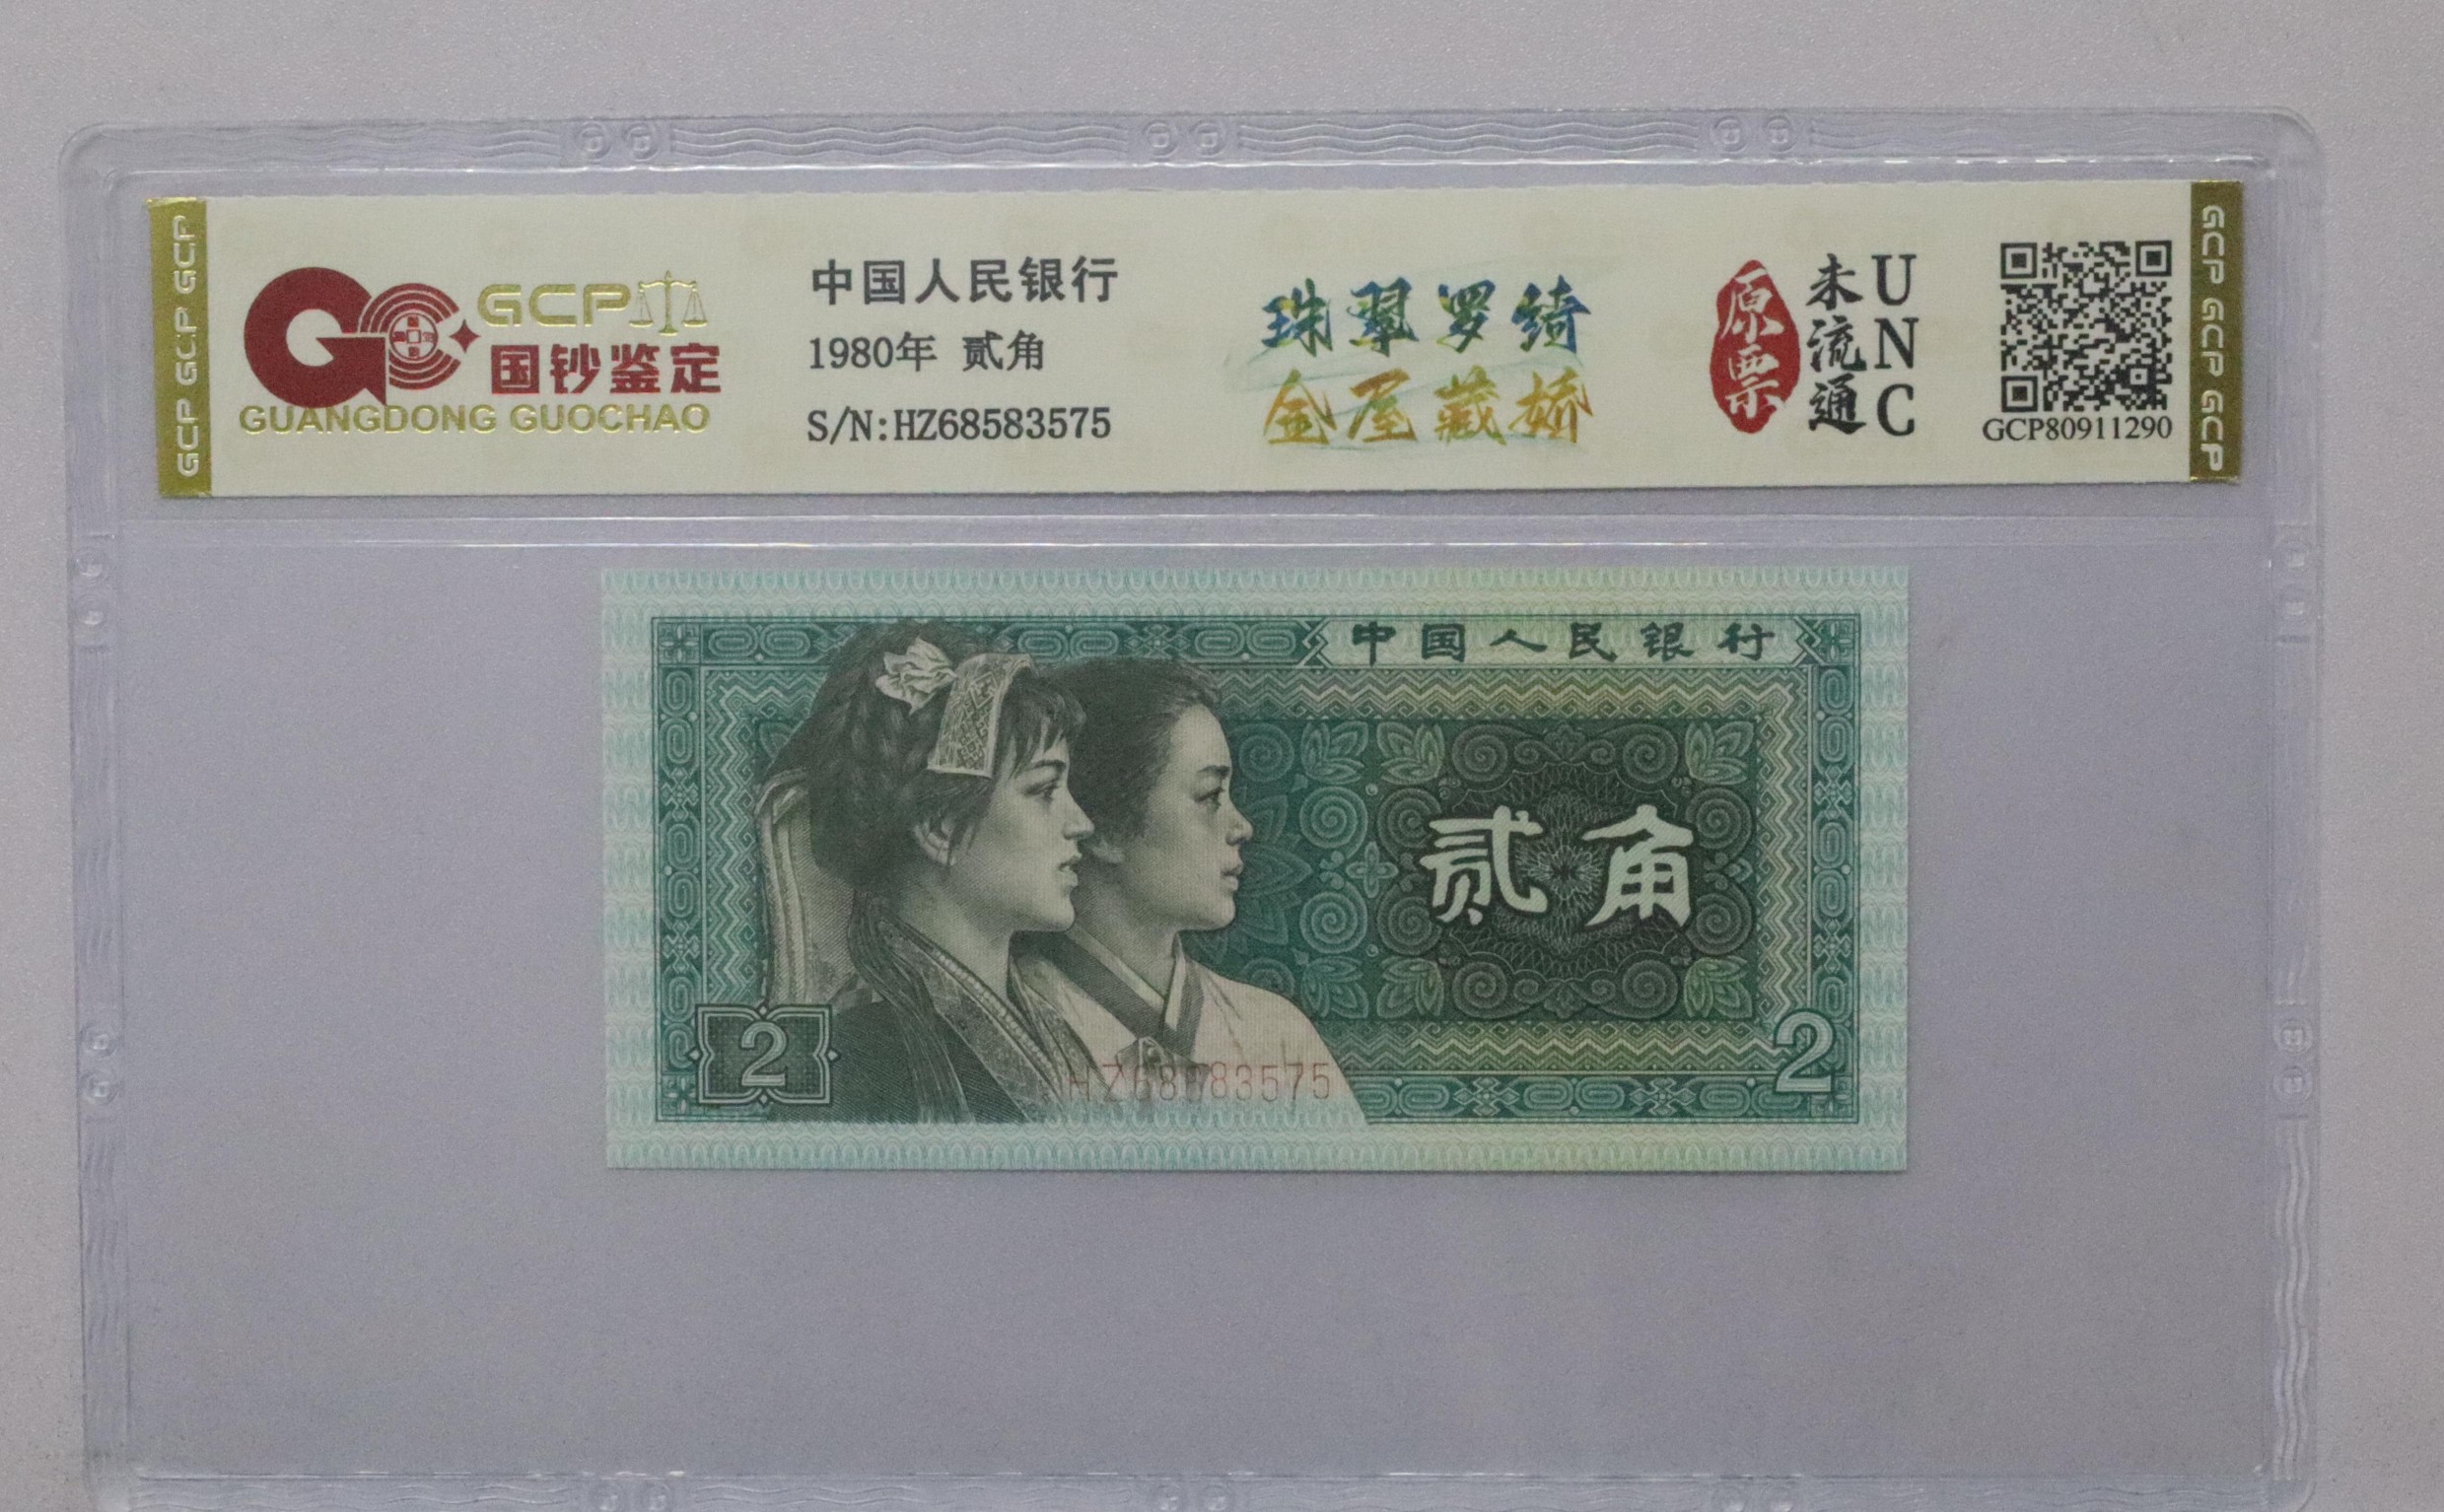 GCP GCP GCP
GCP
国钞鉴定
GUANGDONG GUOCHAO
中国人民银行
1980年 贰角
S/N:HZ68583575
珠翠罗绮
金屋藏娇
原票
未流通
UNC
GCP80911290
GCP GCP GCP
中国人民银行
贰角
2
HZ68583575
2